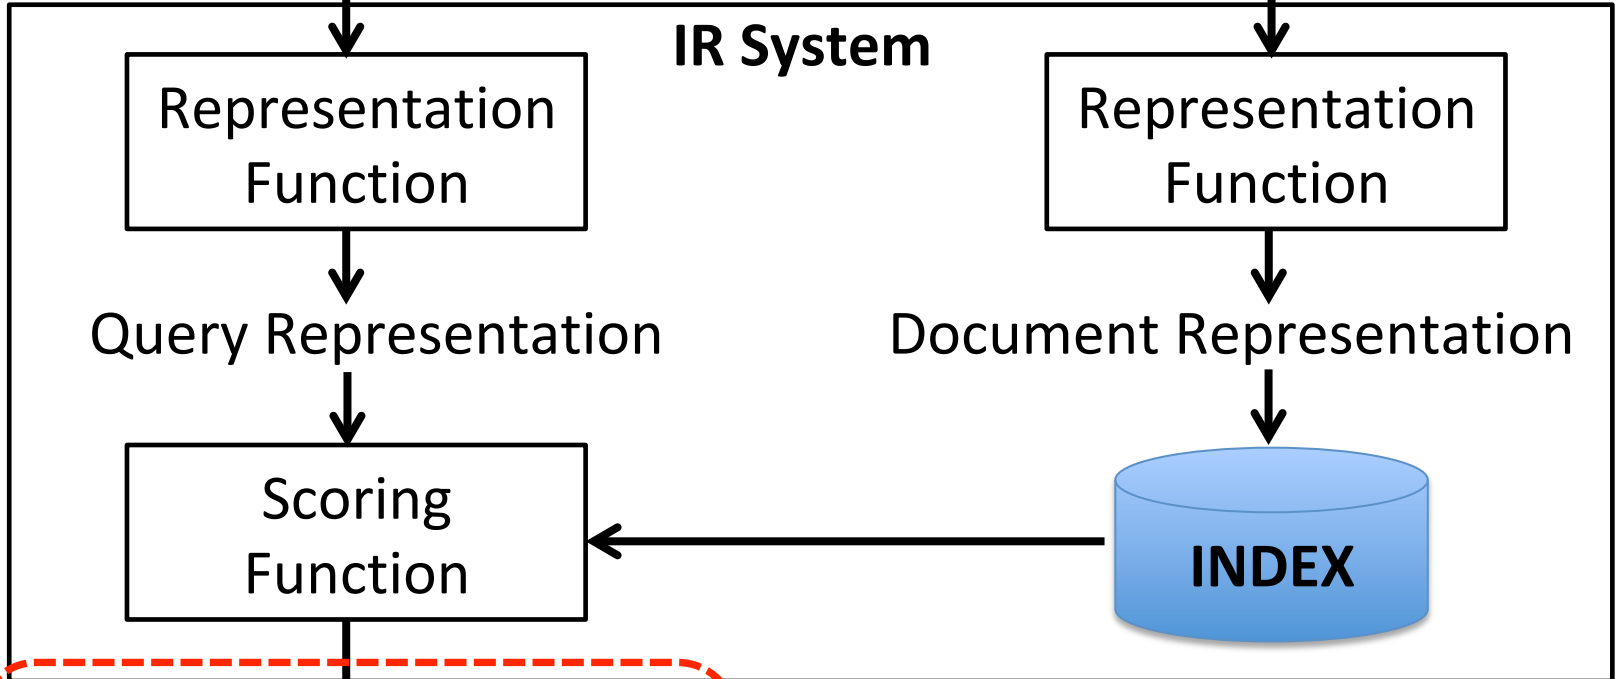 IR System
Representation
Function
Representation
Function
Query Representation
Document Representation
Scoring
Function
INDEX